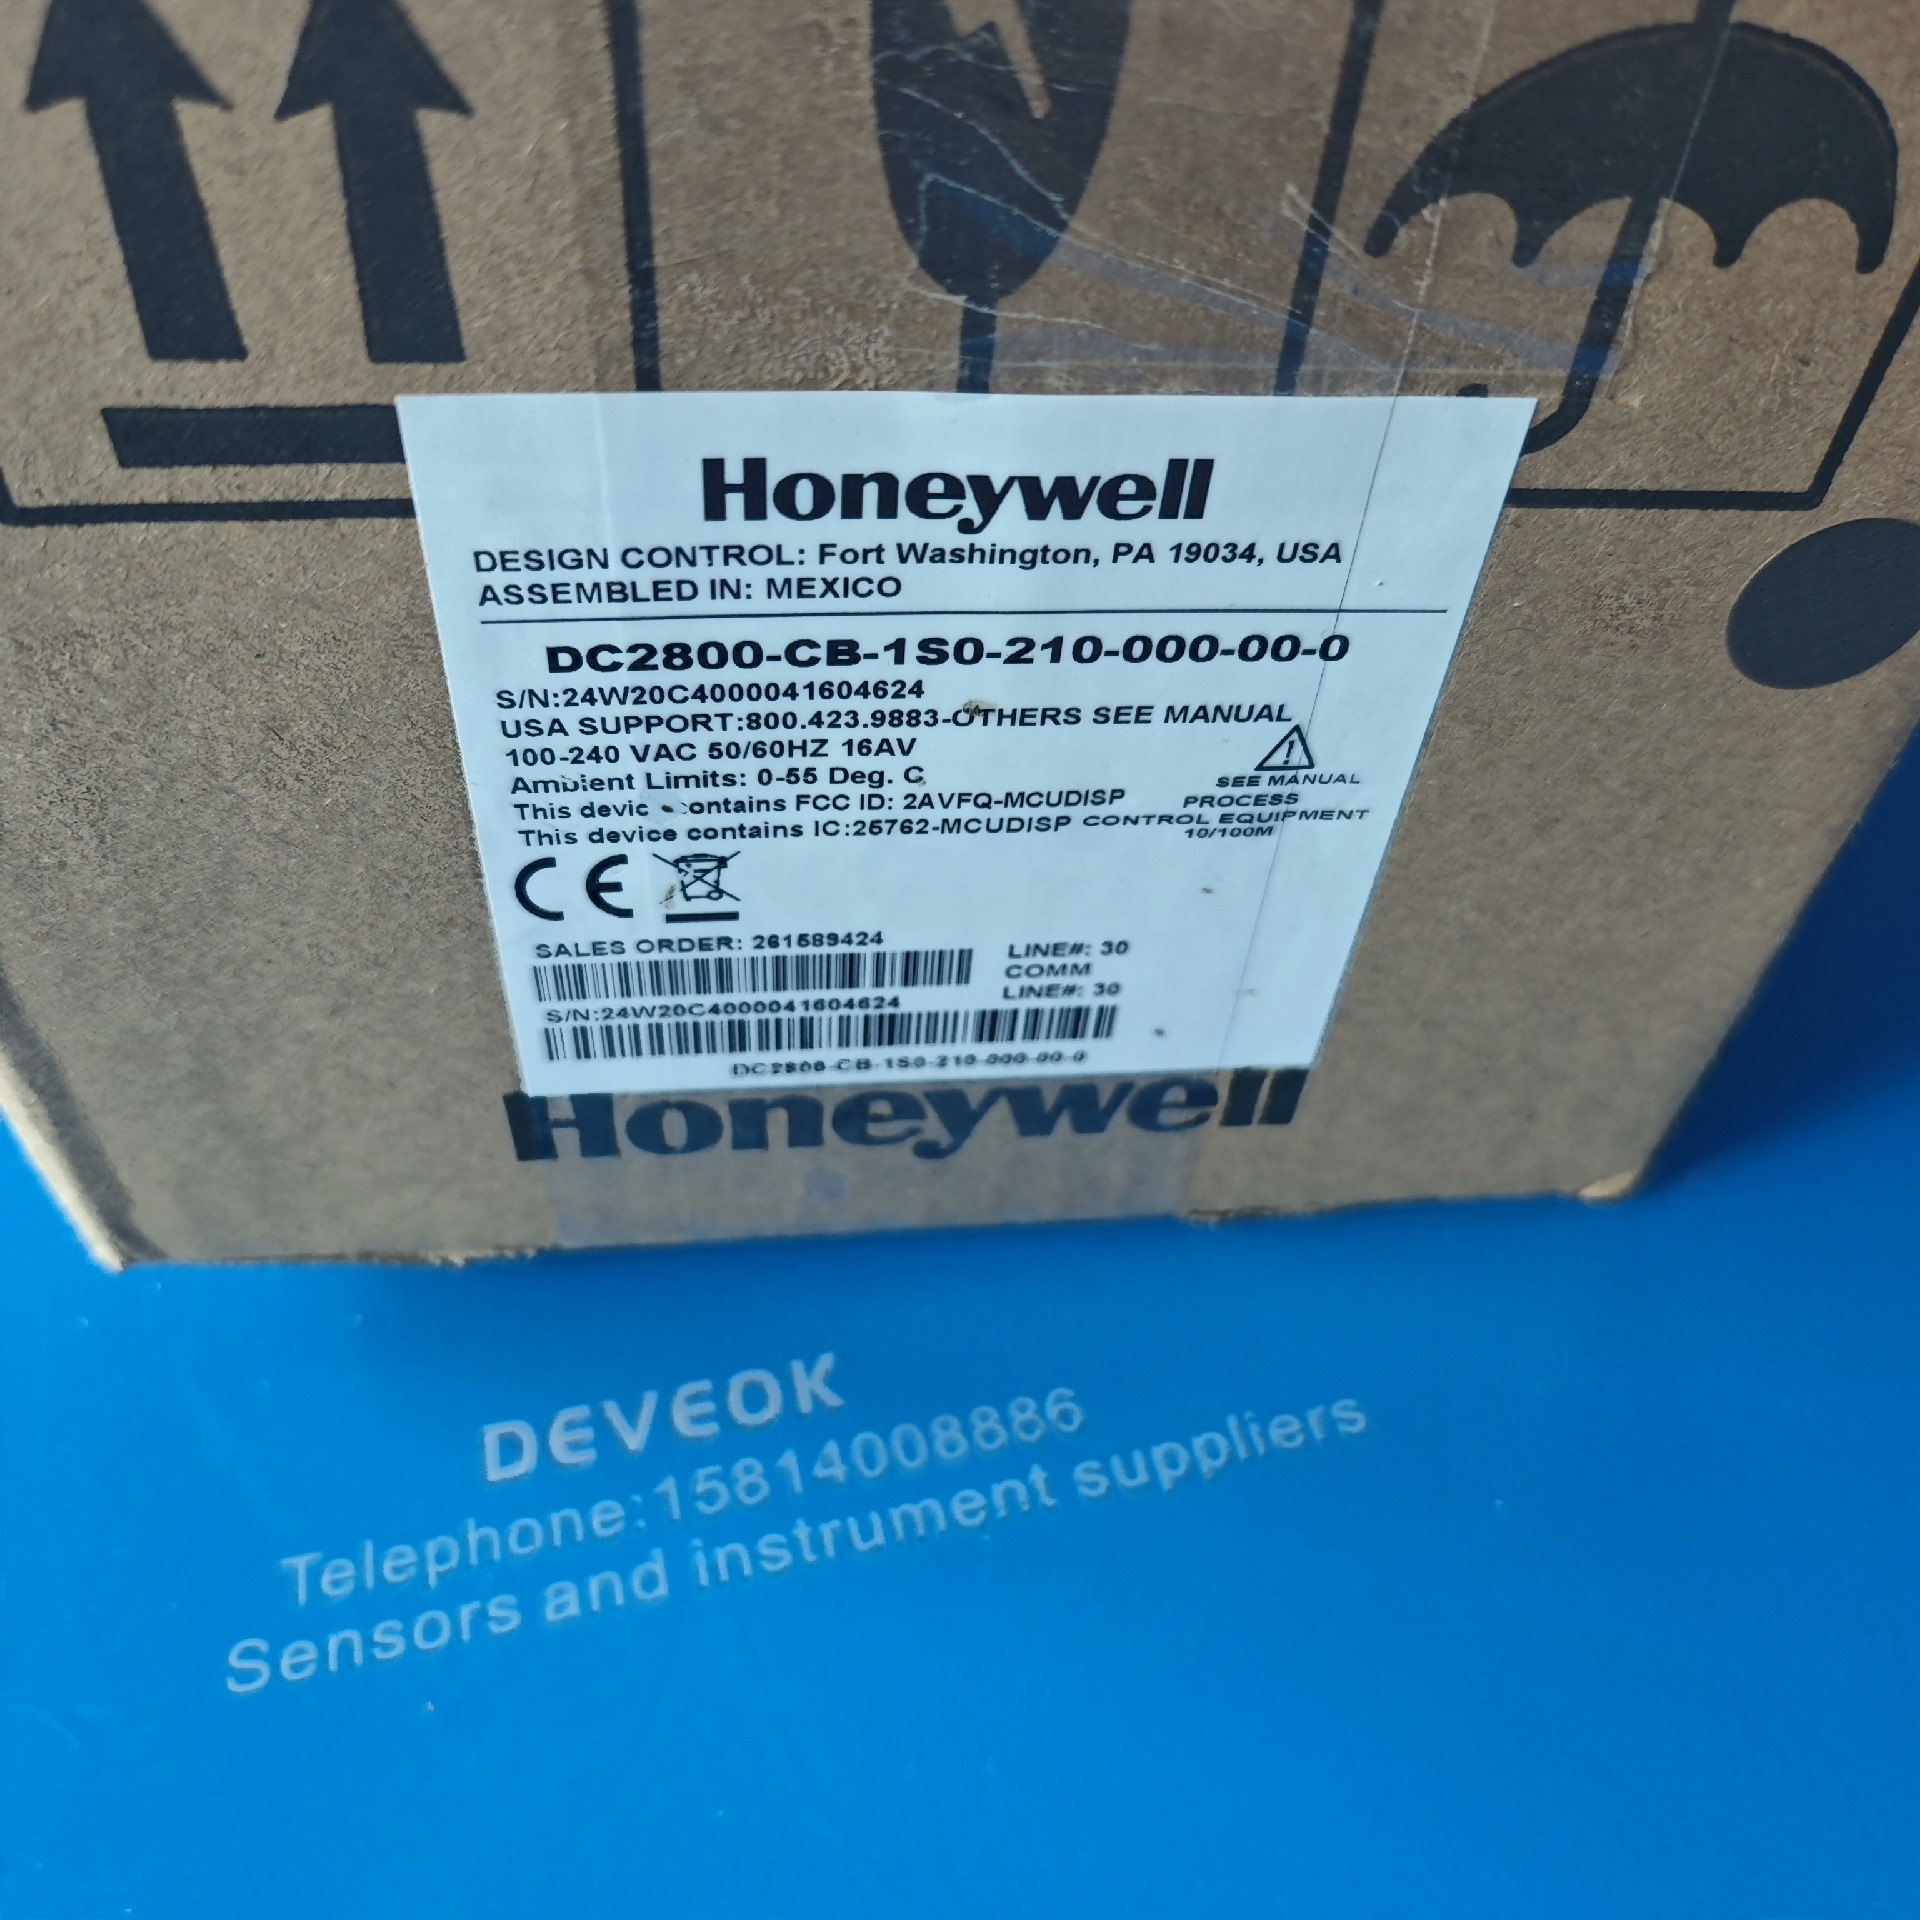 Honeywell
DESIGN CONTROL: Fort Washington, PA 19034, USA
ASSEMBLED IN: MEXICO
DC2800-CB-1S0-210-000-00-0
S/N:24W20C4000041604624
USA SUPPORT:800.423.9883-OTHERS SEE MANUAL
100-240 VAC 50/60HZ 16AV
Ambient Limits: 0-55 Deg. C
SEE MANUAL
This devic contains FCC ID: 2AVFQ-MCUDISP
PROCESS
This device contains IC:25762-MCUDISP
CONTROL EQUIPMENT
10/100M
CE
SALES ORDER: 261589424
LINE#: 30
COMM
LINE#: 30
S/N:24W20C4000041604624
DC2800-CB-1S0-210-000-00-0
Honeywell
DEVEOK
Telephone:15814008886
Sensors and instrument suppliers